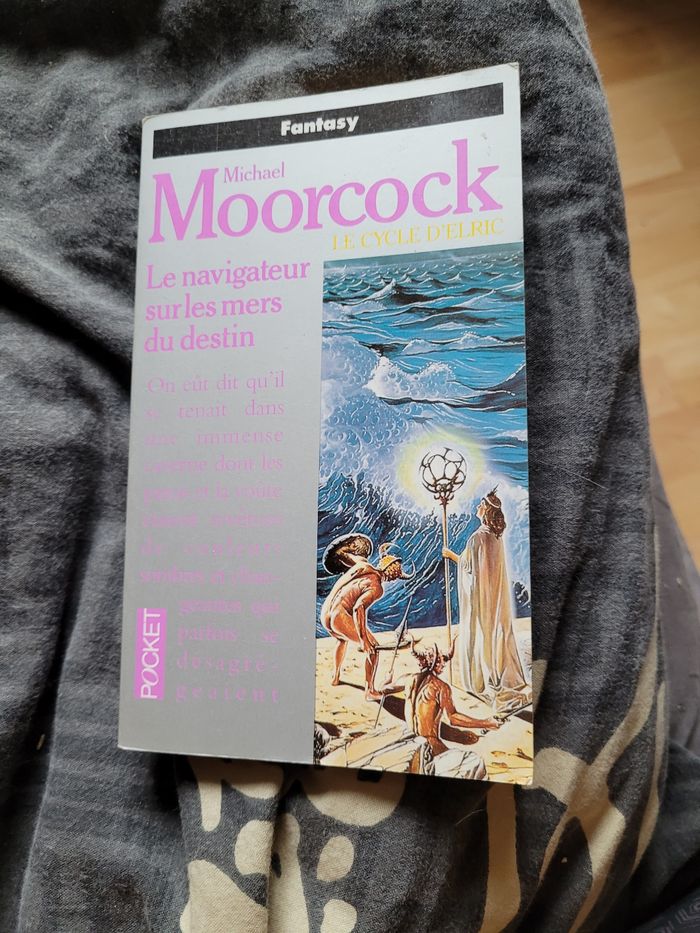 Fantasy
Michael
Moorcock
LE CYCLE D'ELRIC
Le navigateur
sur les mers
du destin
On eût dit qu'il
se tenait dans
une immense
caverne dont les
parois et la voûte
de couleurs
sombres et chan-
geantes qui
parfois se
désagré-
geaient
POCKET